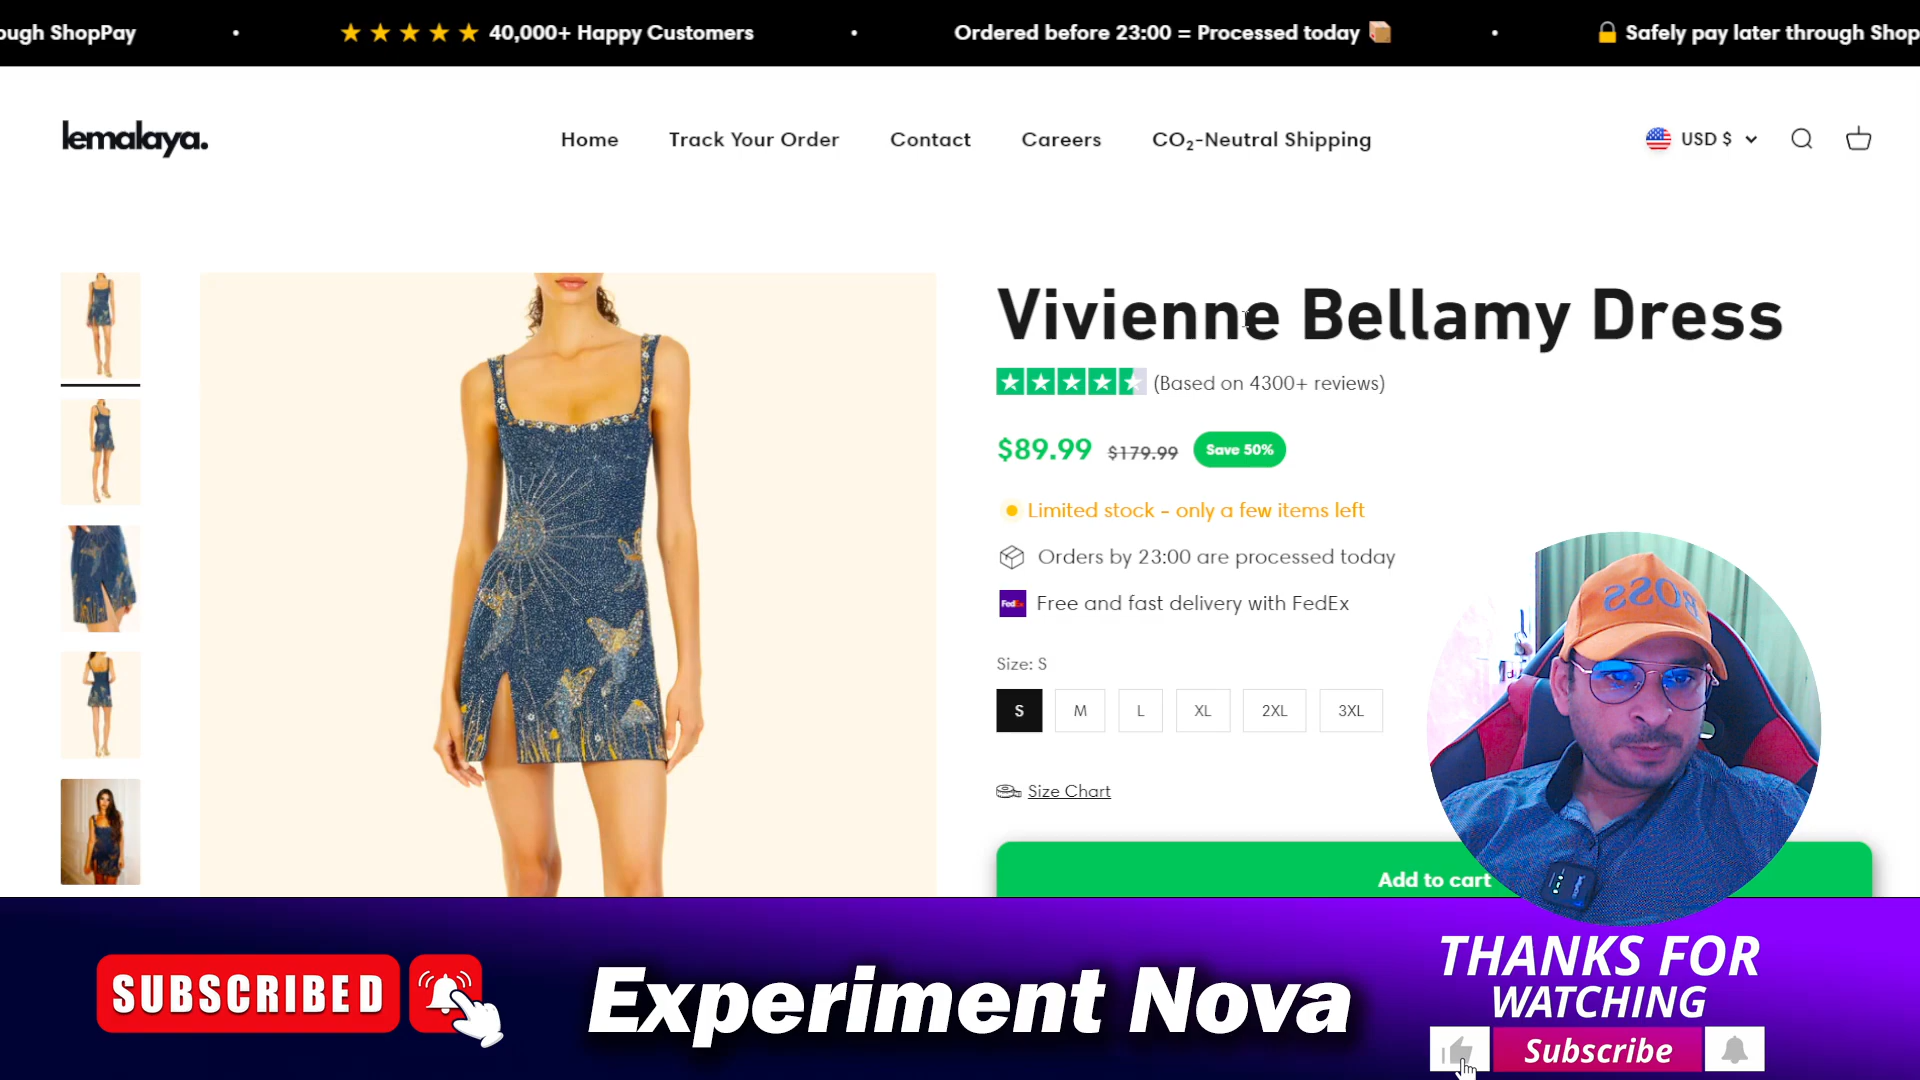 ough ShopPay • ★★★★★ 40,000+ Happy Customers • Ordered before 23:00 = Processed today 📦 • 🔒 Safely pay later through Shop
lemalaya.
Home Track Your Order Contact Careers CO₂-Neutral Shipping
USD $
Vivienne Bellamy Dress
(Based on 4300+ reviews)
$89.99 $179.99 Save 50%
Limited stock - only a few items left
Orders by 23:00 are processed today
FedEx Free and fast delivery with FedEx
Size: S
S M L XL 2XL 3XL
Size Chart
Add to cart
BOSS
SUBSCRIBED
Experiment Nova
THANKS FOR
WATCHING
Subscribe